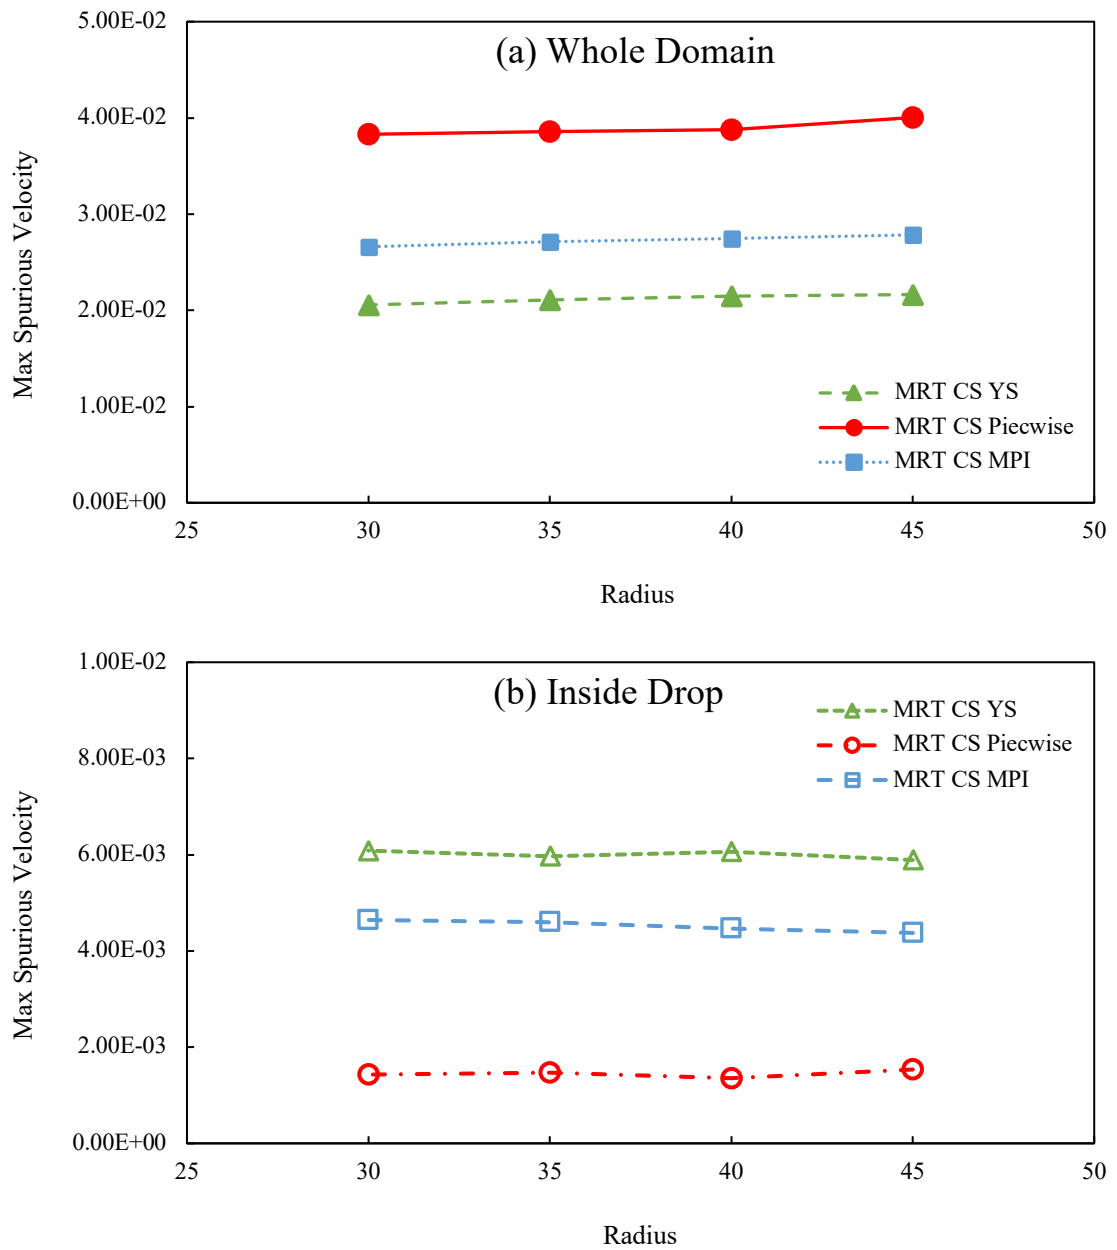 (a) Whole Domain
Max Spurious Velocity
5.00E-02
4.00E-02
3.00E-02
2.00E-02
1.00E-02
0.00E+00
MRT CS YS
MRT CS Piecwise
MRT CS MPI
25 30 35 40 45 50
Radius
(b) Inside Drop
Max Spurious Velocity
1.00E-02
8.00E-03
6.00E-03
4.00E-03
2.00E-03
0.00E+00
MRT CS YS
MRT CS Piecwise
MRT CS MPI
25 30 35 40 45 50
Radius